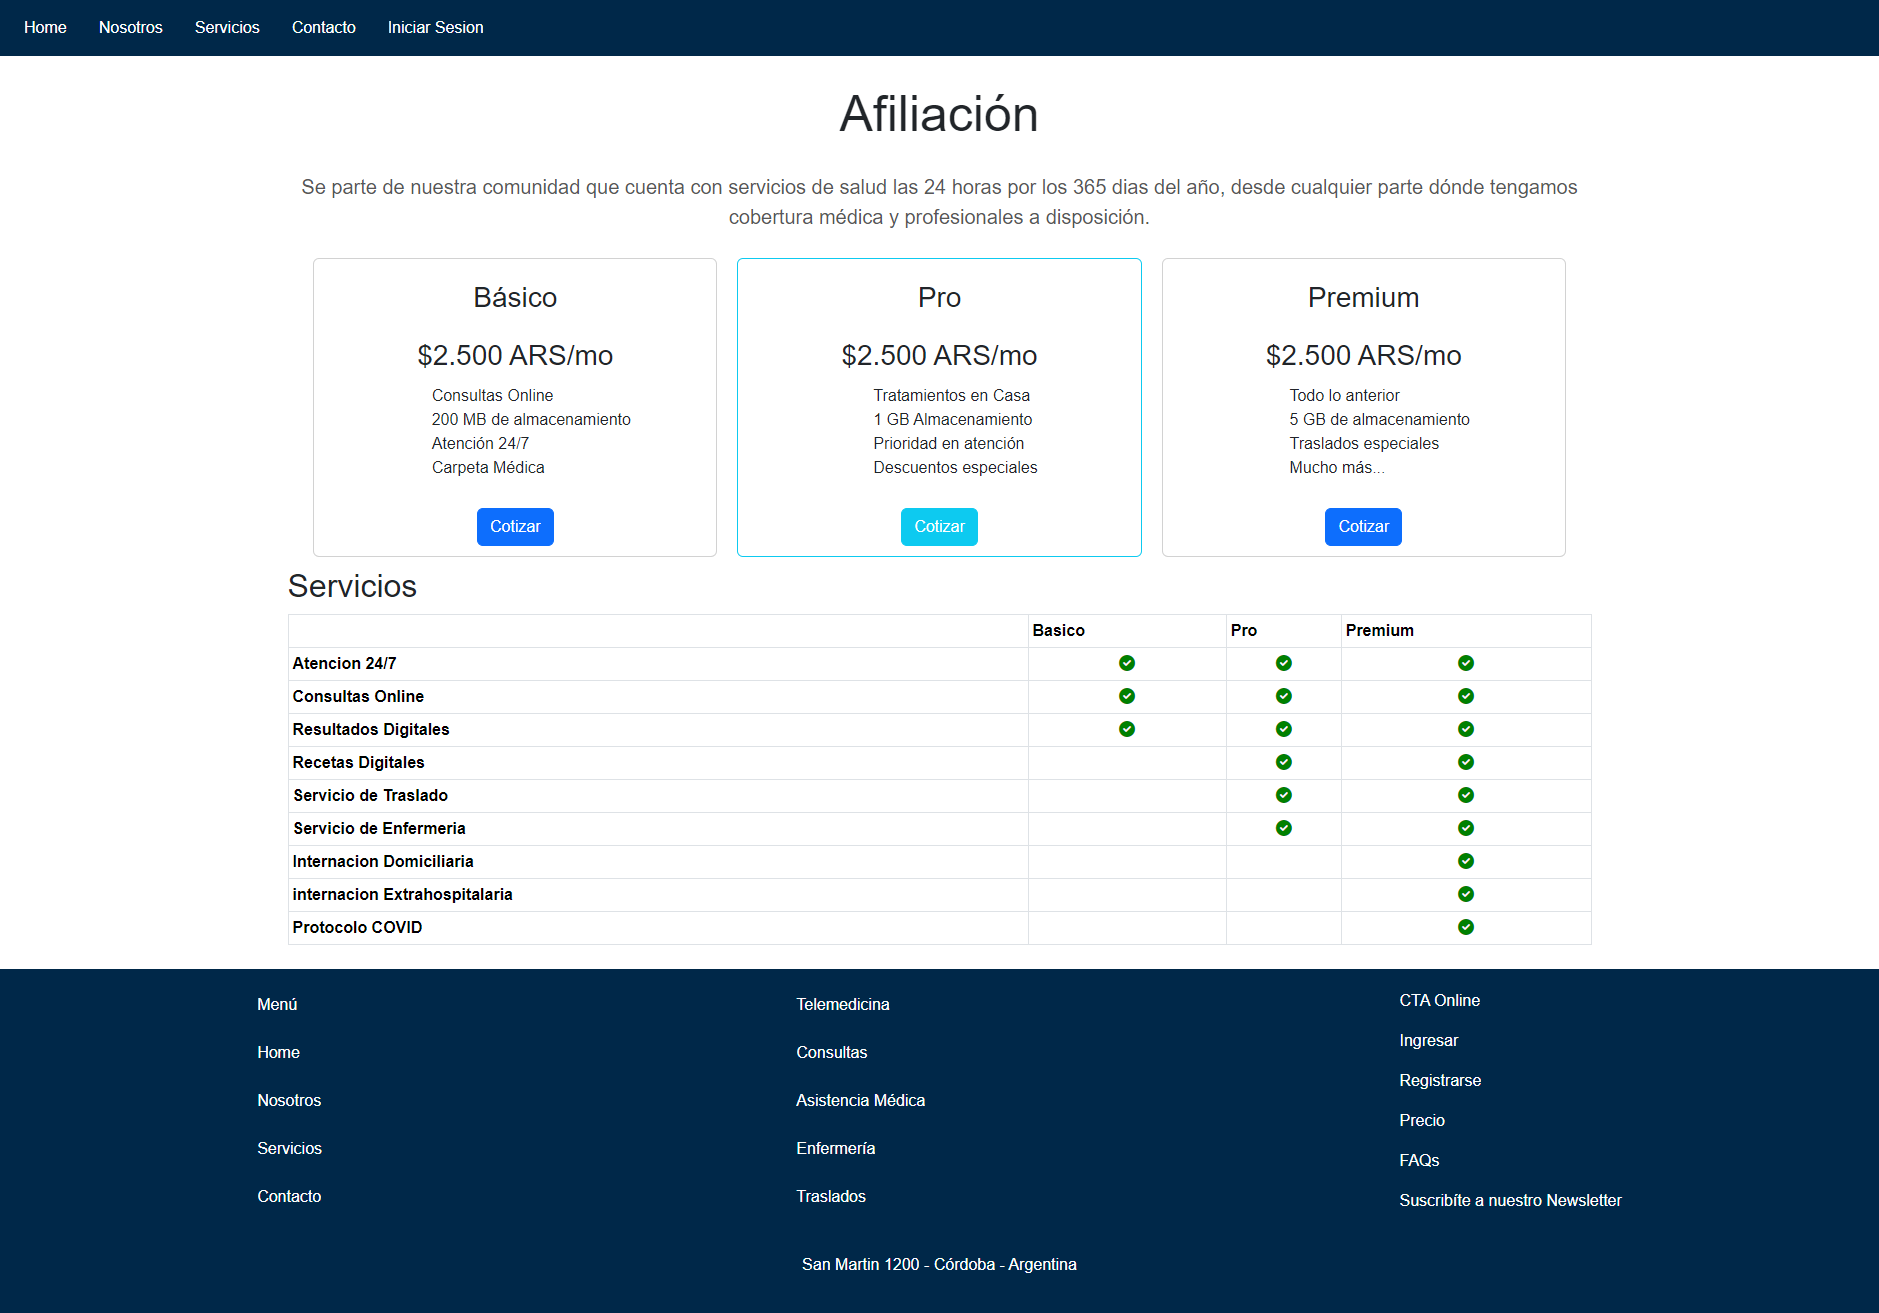 Home Nosotros Servicios Contacto Iniciar Sesion
Afiliación
Se parte de nuestra comunidad que cuenta con servicios de salud las 24 horas por los 365 dias del año, desde cualquier parte dónde tengamos
cobertura médica y profesionales a disposición.
Básico
$2.500 ARS/mo
Consultas Online
200 MB de almacenamiento
Atención 24/7
Carpeta Médica
Cotizar
Pro
$2.500 ARS/mo
Tratamientos en Casa
1 GB Almacenamiento
Prioridad en atención
Descuentos especiales
Cotizar
Premium
$2.500 ARS/mo
Todo lo anterior
5 GB de almacenamiento
Traslados especiales
Mucho más...
Cotizar
Servicios
Basico Pro Premium
Atencion 24/7
Consultas Online
Resultados Digitales
Recetas Digitales
Servicio de Traslado
Servicio de Enfermeria
Internacion Domiciliaria
internacion Extrahospitalaria
Protocolo COVID
Menú
Home
Nosotros
Servicios
Contacto
Telemedicina
Consultas
Asistencia Médica
Enfermería
Traslados
CTA Online
Ingresar
Registrarse
Precio
FAQs
Suscribíte a nuestro Newsletter
San Martin 1200 - Córdoba - Argentina